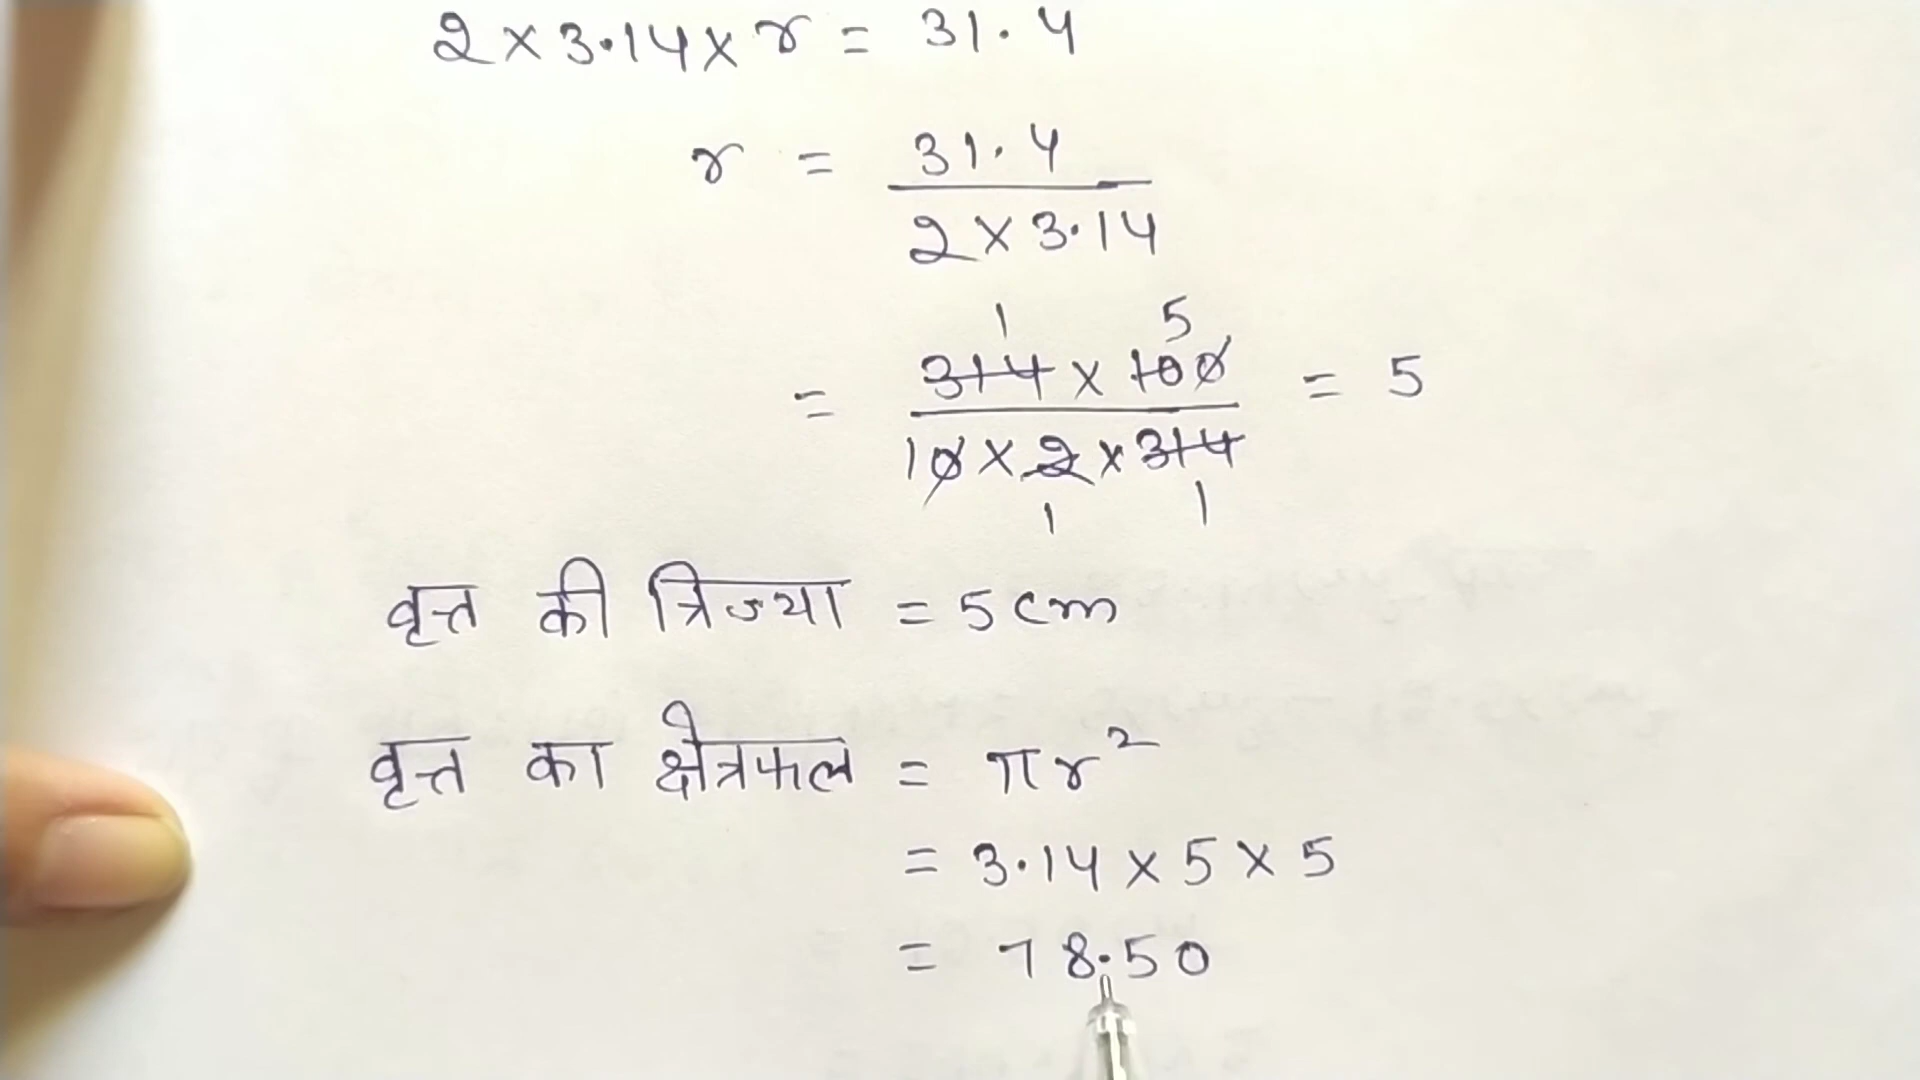 2 × 3.14 × r = 31.4
r = 31.4 / 2 × 3.14
1 5
= 314 × 100 / 10 × 2 × 314 = 5
1 1
वृत्त की त्रिज्या = 5 cm
वृत्त का क्षेत्रफल = πr²
= 3.14 × 5 × 5
= 78.50